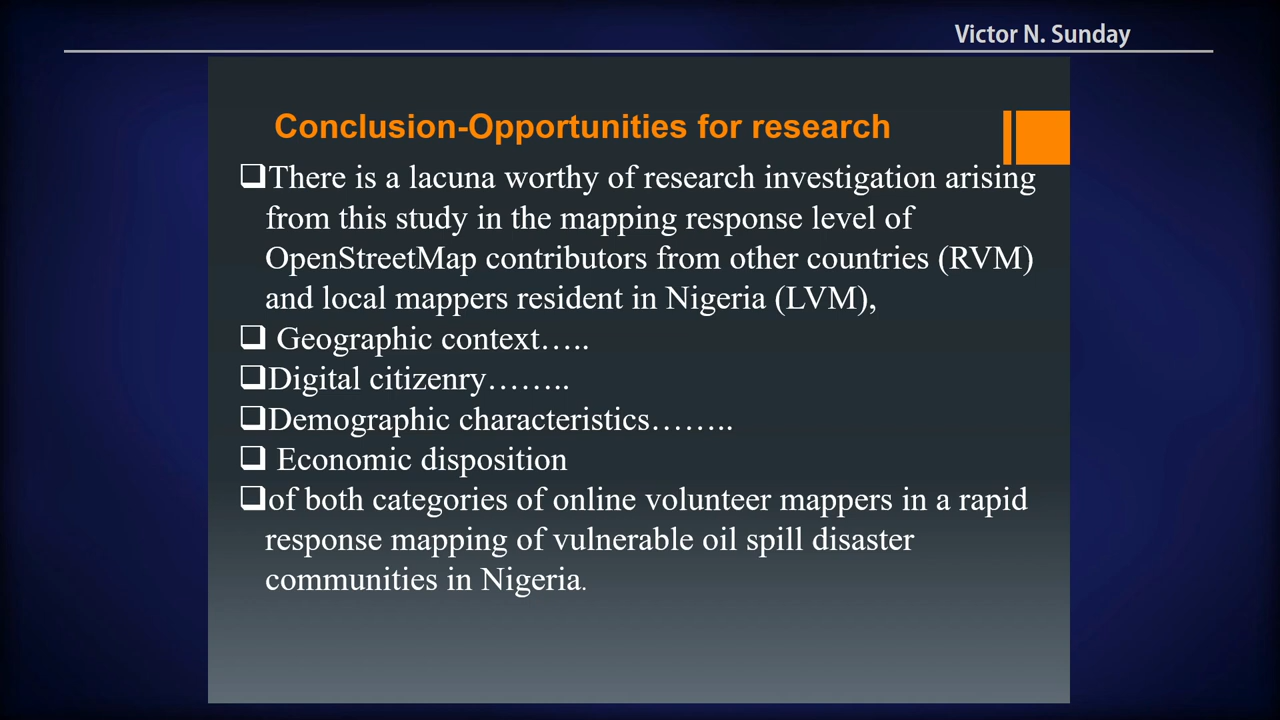 Victor N. Sunday
Conclusion-Opportunities for research
❑There is a lacuna worthy of research investigation arising
from this study in the mapping response level of
OpenStreetMap contributors from other countries (RVM)
and local mappers resident in Nigeria (LVM),
❑ Geographic context…..
❑Digital citizenry……..
❑Demographic characteristics……..
❑ Economic disposition
❑of both categories of online volunteer mappers in a rapid
response mapping of vulnerable oil spill disaster
communities in Nigeria.